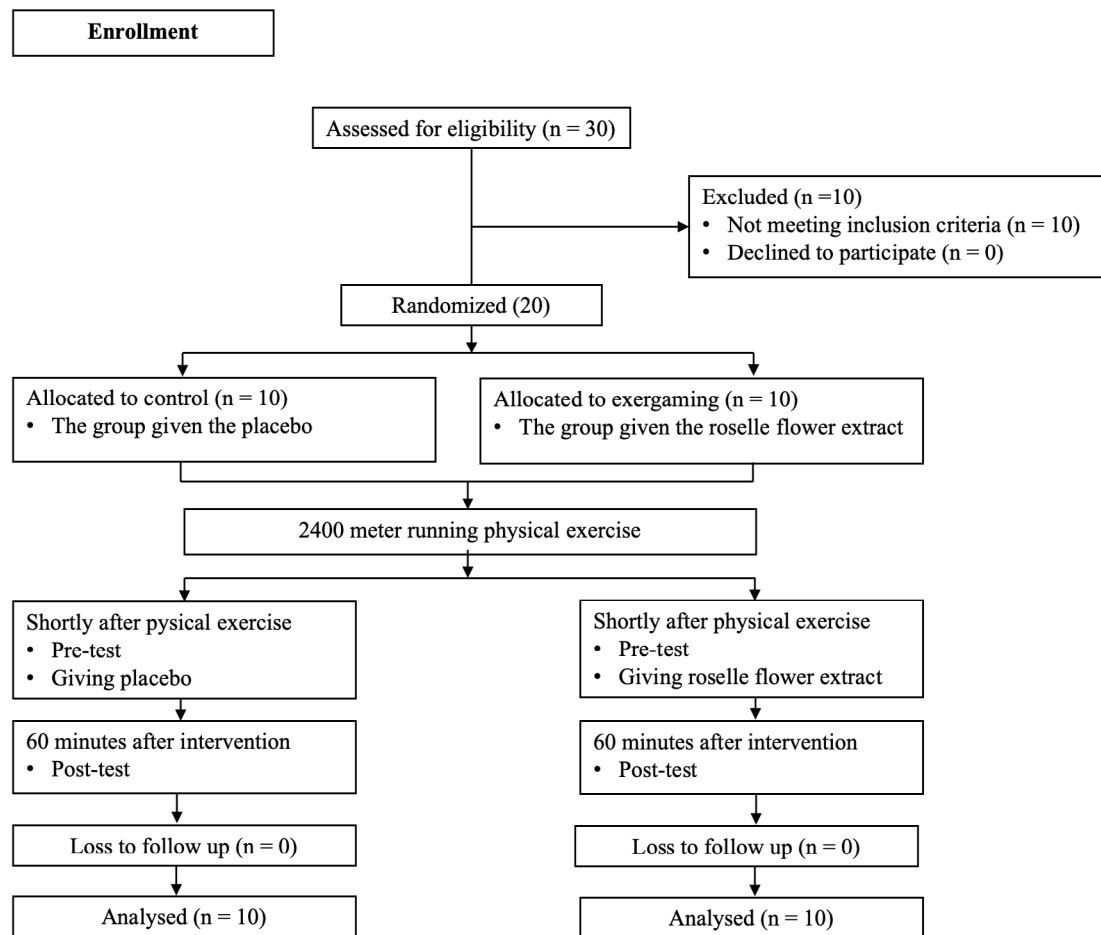 Enrollment
Assessed for eligibility (n = 30)
Excluded (n =10)
• Not meeting inclusion criteria (n = 10)
• Declined to participate (n = 0)
Randomized (20)
Allocated to control (n = 10)
• The group given the placebo
Allocated to exergaming (n = 10)
• The group given the roselle flower extract
2400 meter running physical exercise
Shortly after pysical exercise
• Pre-test
• Giving placebo
Shortly after physical exercise
• Pre-test
• Giving roselle flower extract
60 minutes after intervention
• Post-test
60 minutes after intervention
• Post-test
Loss to follow up (n = 0)
Loss to follow up (n = 0)
Analysed (n = 10)
Analysed (n = 10)